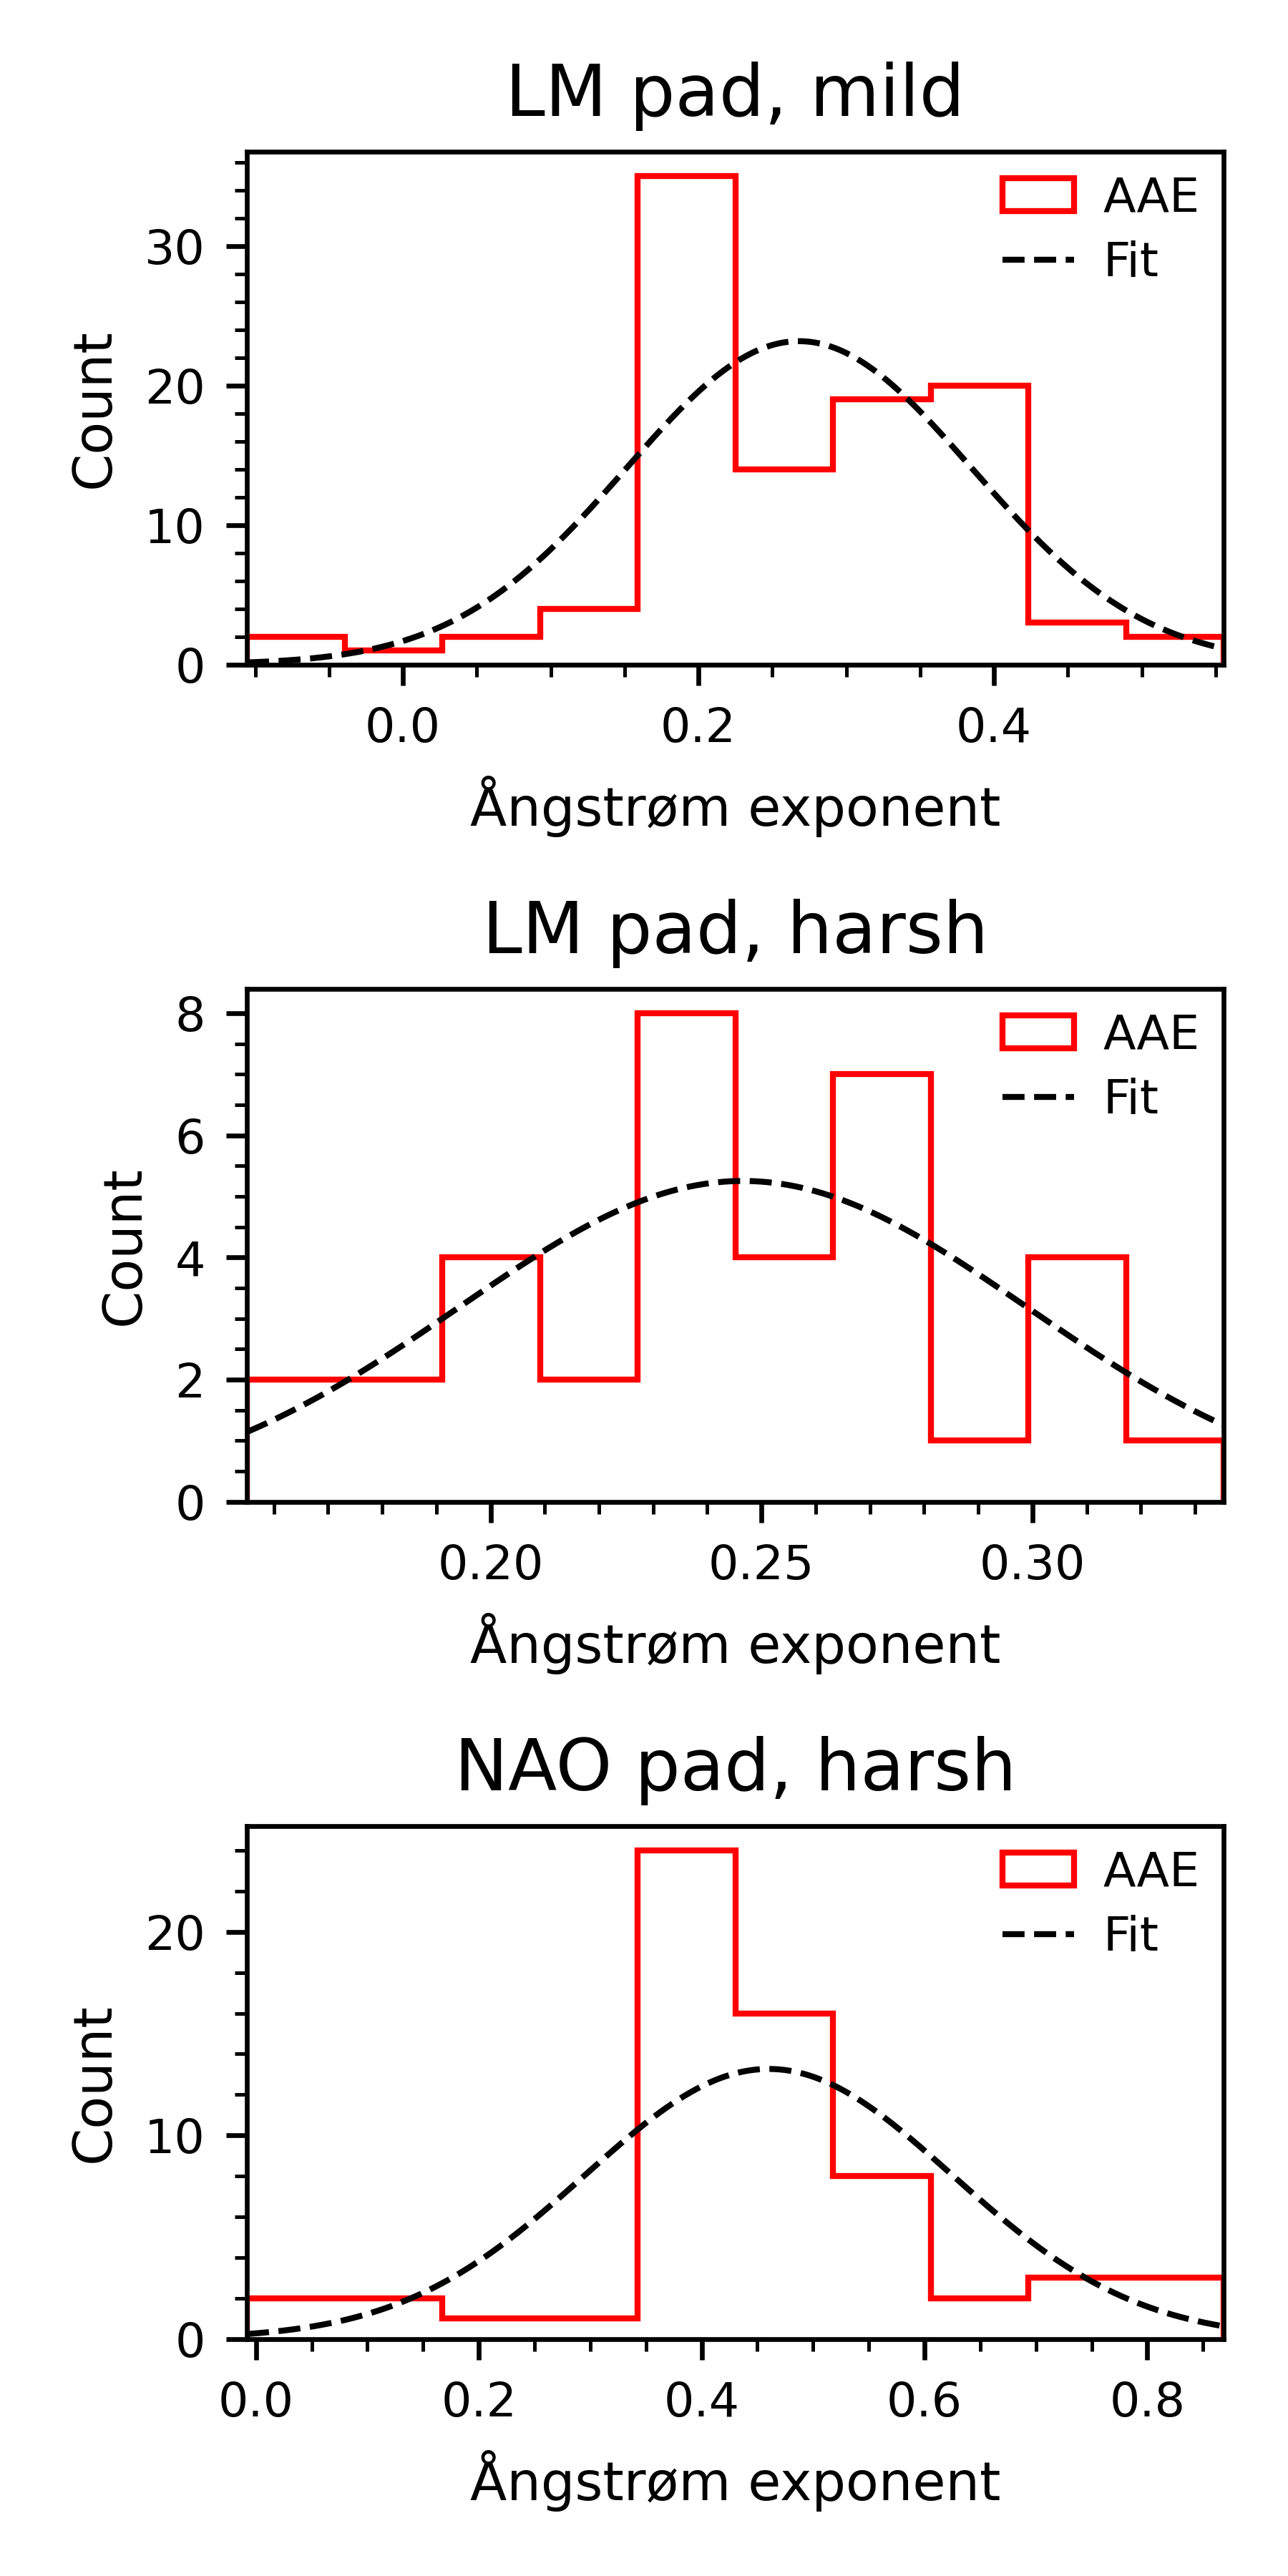 LM pad, mild
AAE
Fit
30
20
10
0
Count
0.0 0.2 0.4
Ångstrøm exponent
LM pad, harsh
AAE
Fit
8
6
4
2
0
Count
0.20 0.25 0.30
Ångstrøm exponent
NAO pad, harsh
AAE
Fit
20
10
0
Count
0.0 0.2 0.4 0.6 0.8
Ångstrøm exponent